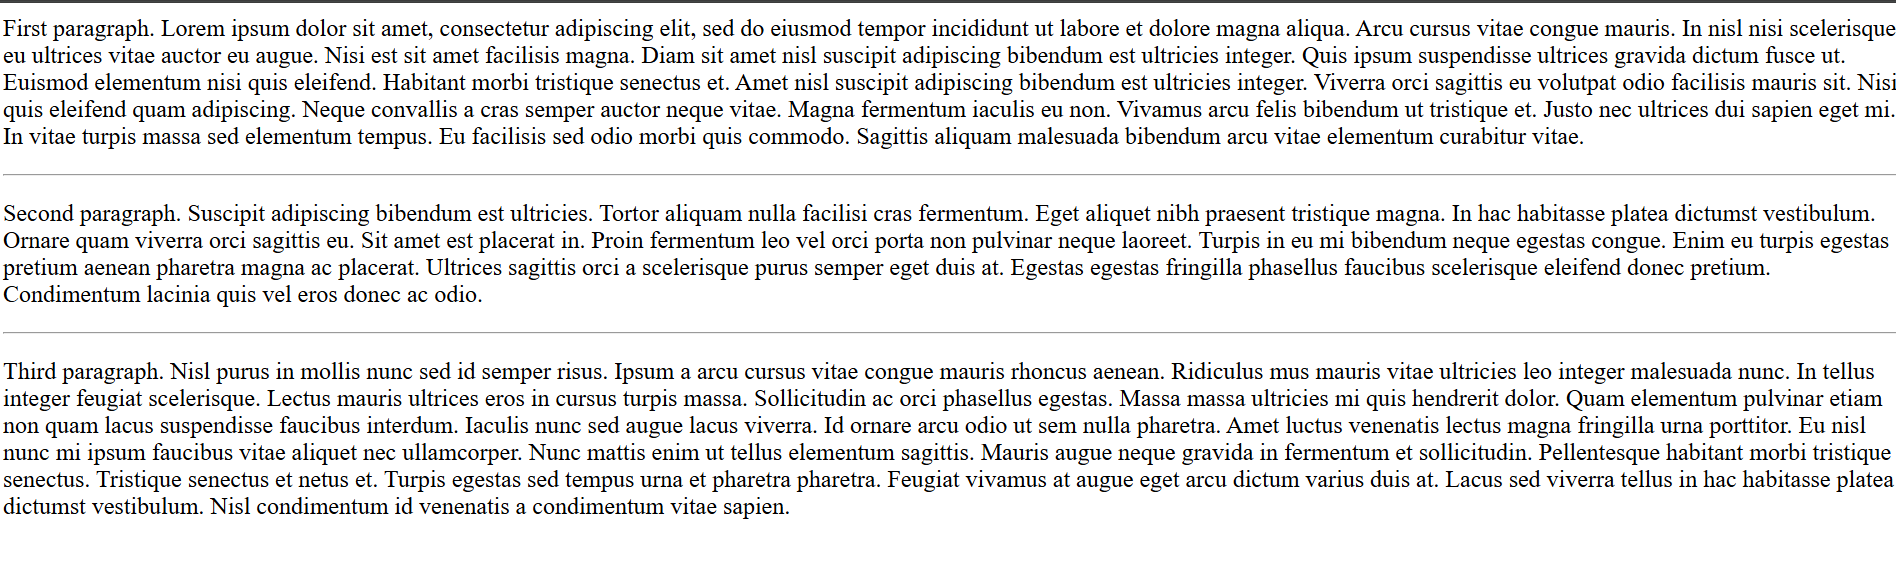 First paragraph. Lorem ipsum dolor sit amet, consectetur adipiscing elit, sed do eiusmod tempor incididunt ut labore et dolore magna aliqua. Arcu cursus vitae congue mauris. In nisl nisi scelerisque
eu ultrices vitae auctor eu augue. Nisi est sit amet facilisis magna. Diam sit amet nisl suscipit adipiscing bibendum est ultricies integer. Quis ipsum suspendisse ultrices gravida dictum fusce ut.
Euismod elementum nisi quis eleifend. Habitant morbi tristique senectus et. Amet nisl suscipit adipiscing bibendum est ultricies integer. Viverra orci sagittis eu volutpat odio facilisis mauris sit. Nisi
quis eleifend quam adipiscing. Neque convallis a cras semper auctor neque vitae. Magna fermentum iaculis eu non. Vivamus arcu felis bibendum ut tristique et. Justo nec ultrices dui sapien eget mi.
In vitae turpis massa sed elementum tempus. Eu facilisis sed odio morbi quis commodo. Sagittis aliquam malesuada bibendum arcu vitae elementum curabitur vitae.
Second paragraph. Suscipit adipiscing bibendum est ultricies. Tortor aliquam nulla facilisi cras fermentum. Eget aliquet nibh praesent tristique magna. In hac habitasse platea dictumst vestibulum.
Ornare quam viverra orci sagittis eu. Sit amet est placerat in. Proin fermentum leo vel orci porta non pulvinar neque laoreet. Turpis in eu mi bibendum neque egestas congue. Enim eu turpis egestas
pretium aenean pharetra magna ac placerat. Ultrices sagittis orci a scelerisque purus semper eget duis at. Egestas egestas fringilla phasellus faucibus scelerisque eleifend donec pretium.
Condimentum lacinia quis vel eros donec ac odio.
Third paragraph. Nisl purus in mollis nunc sed id semper risus. Ipsum a arcu cursus vitae congue mauris rhoncus aenean. Ridiculus mus mauris vitae ultricies leo integer malesuada nunc. In tellus
integer feugiat scelerisque. Lectus mauris ultrices eros in cursus turpis massa. Sollicitudin ac orci phasellus egestas. Massa massa ultricies mi quis hendrerit dolor. Quam elementum pulvinar etiam
non quam lacus suspendisse faucibus interdum. Iaculis nunc sed augue lacus viverra. Id ornare arcu odio ut sem nulla pharetra. Amet luctus venenatis lectus magna fringilla urna porttitor. Eu nisl
nunc mi ipsum faucibus vitae aliquet nec ullamcorper. Nunc mattis enim ut tellus elementum sagittis. Mauris augue neque gravida in fermentum et sollicitudin. Pellentesque habitant morbi tristique
senectus. Tristique senectus et netus et. Turpis egestas sed tempus urna et pharetra pharetra. Feugiat vivamus at augue eget arcu dictum varius duis at. Lacus sed viverra tellus in hac habitasse platea
dictumst vestibulum. Nisl condimentum id venenatis a condimentum vitae sapien.